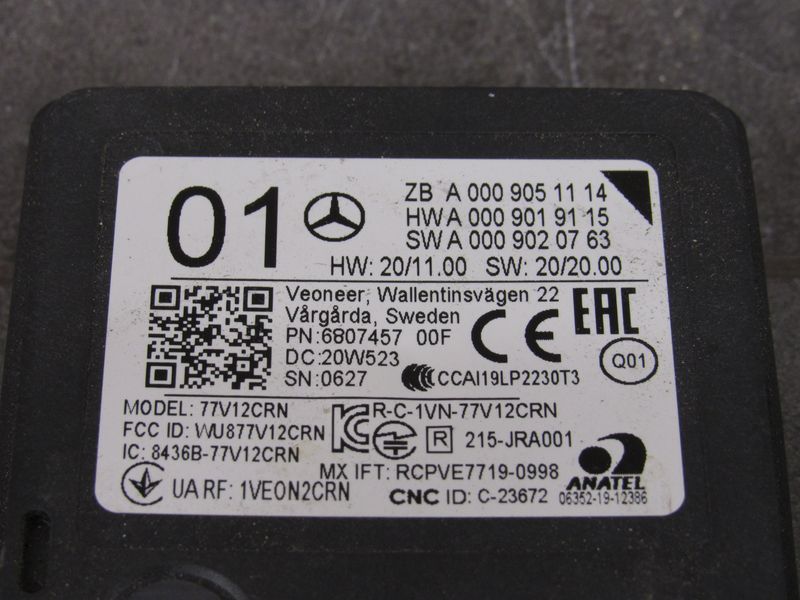 01
ZB A 000 905 11 14
HW A 000 901 91 15
SW A 000 902 07 63
HW: 20/11.00 SW: 20/20.00
Veoneer, Wallentinsvägen 22
Vårgårda, Sweden
PN:6807457 00F
DC:20W523
SN:0627
CE
EAC
Q01
CCAI19LP2230T3
MODEL: 77V12CRN
R-C-1VN-77V12CRN
FCC ID: WU877V12CRN
R 215-JRA001
IC: 8436B-77V12CRN
MX IFT: RCPVE7719-0998
ANATEL
UA RF: 1VEON2CRN
CNC ID: C-23672
06352-19-12386